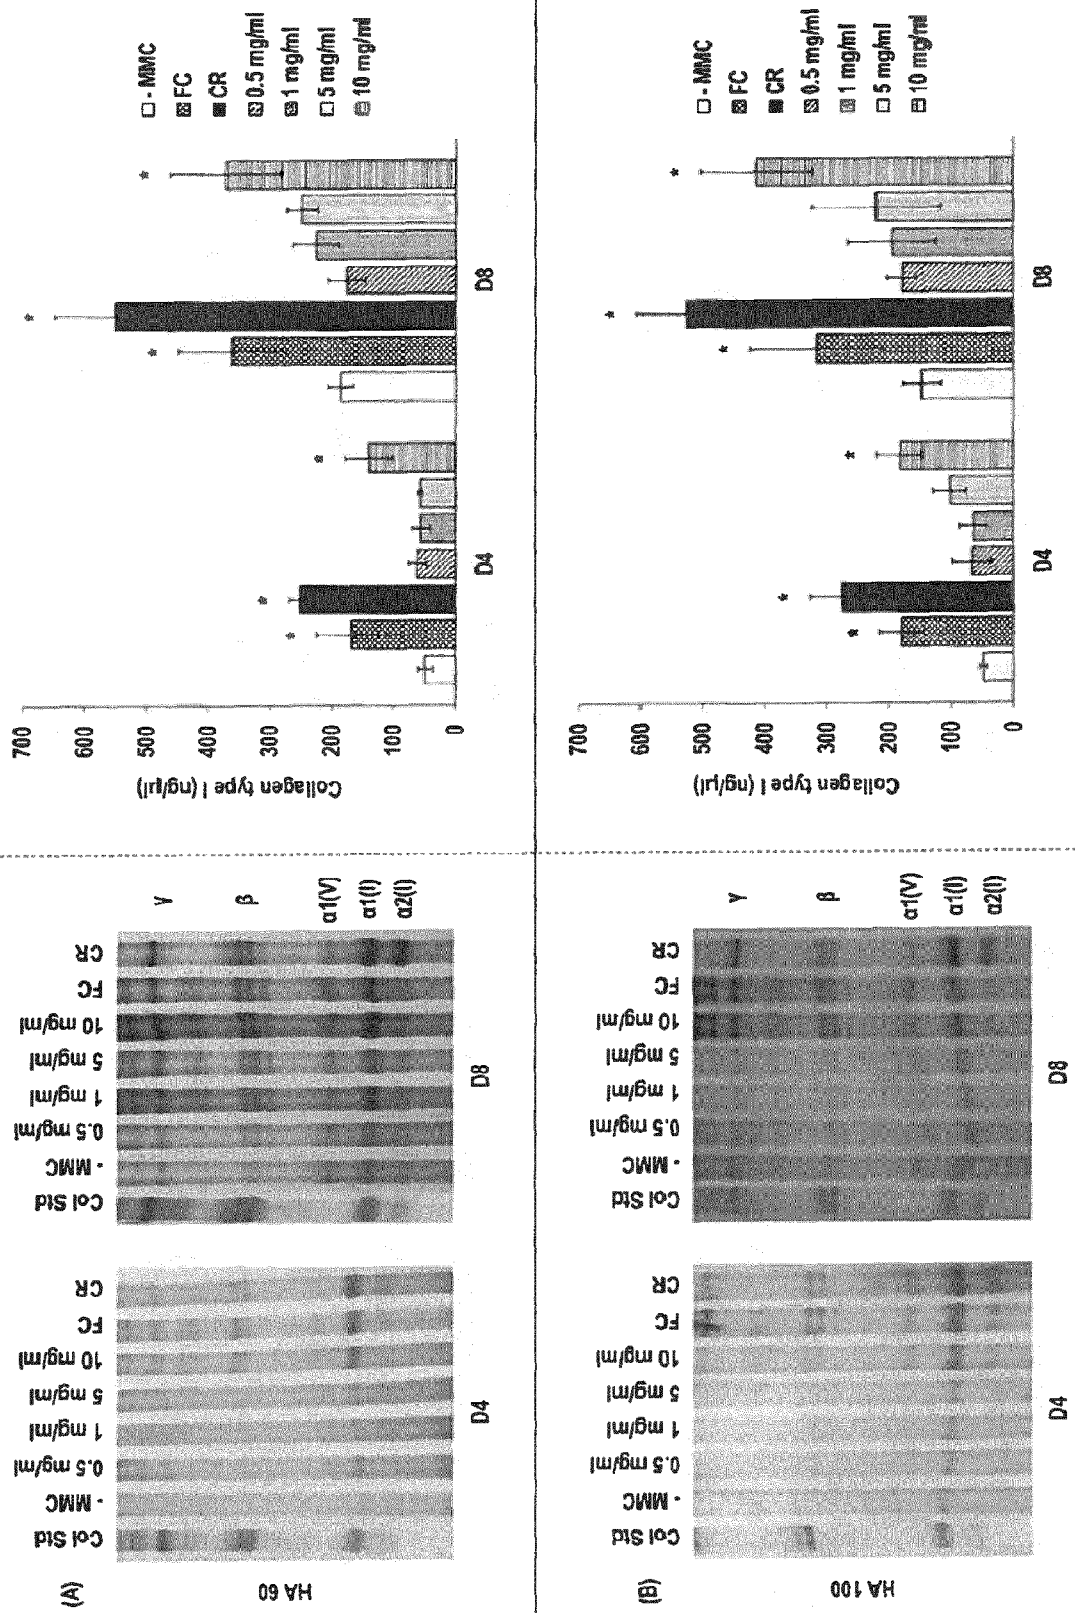 (A)
HA 60
Col Std
- MMC
0.5 mg/ml
1 mg/ml
5 mg/ml
10 mg/ml
FC
CR
D4
Col Std
- MMC
0.5 mg/ml
1 mg/ml
5 mg/ml
10 mg/ml
FC
CR
γ
β
α1(V)
α1(I)
α2(I)
D8
Collagen type I (ng/µl)
700
600
500
400
300
200
100
0
* * * * * *
D4 D8
- MMC
FC
CR
0.5 mg/ml
1 mg/ml
5 mg/ml
10 mg/ml
(B)
HA 100
Col Std
- MMC
0.5 mg/ml
1 mg/ml
5 mg/ml
10 mg/ml
FC
CR
D4
Col Std
- MMC
0.5 mg/ml
1 mg/ml
5 mg/ml
10 mg/ml
FC
CR
γ
β
α1(V)
α1(I)
α2(I)
D8
Collagen type I (ng/µl)
700
600
500
400
300
200
100
0
* * * * * *
D4 D8
- MMC
FC
CR
0.5 mg/ml
1 mg/ml
5 mg/ml
10 mg/ml